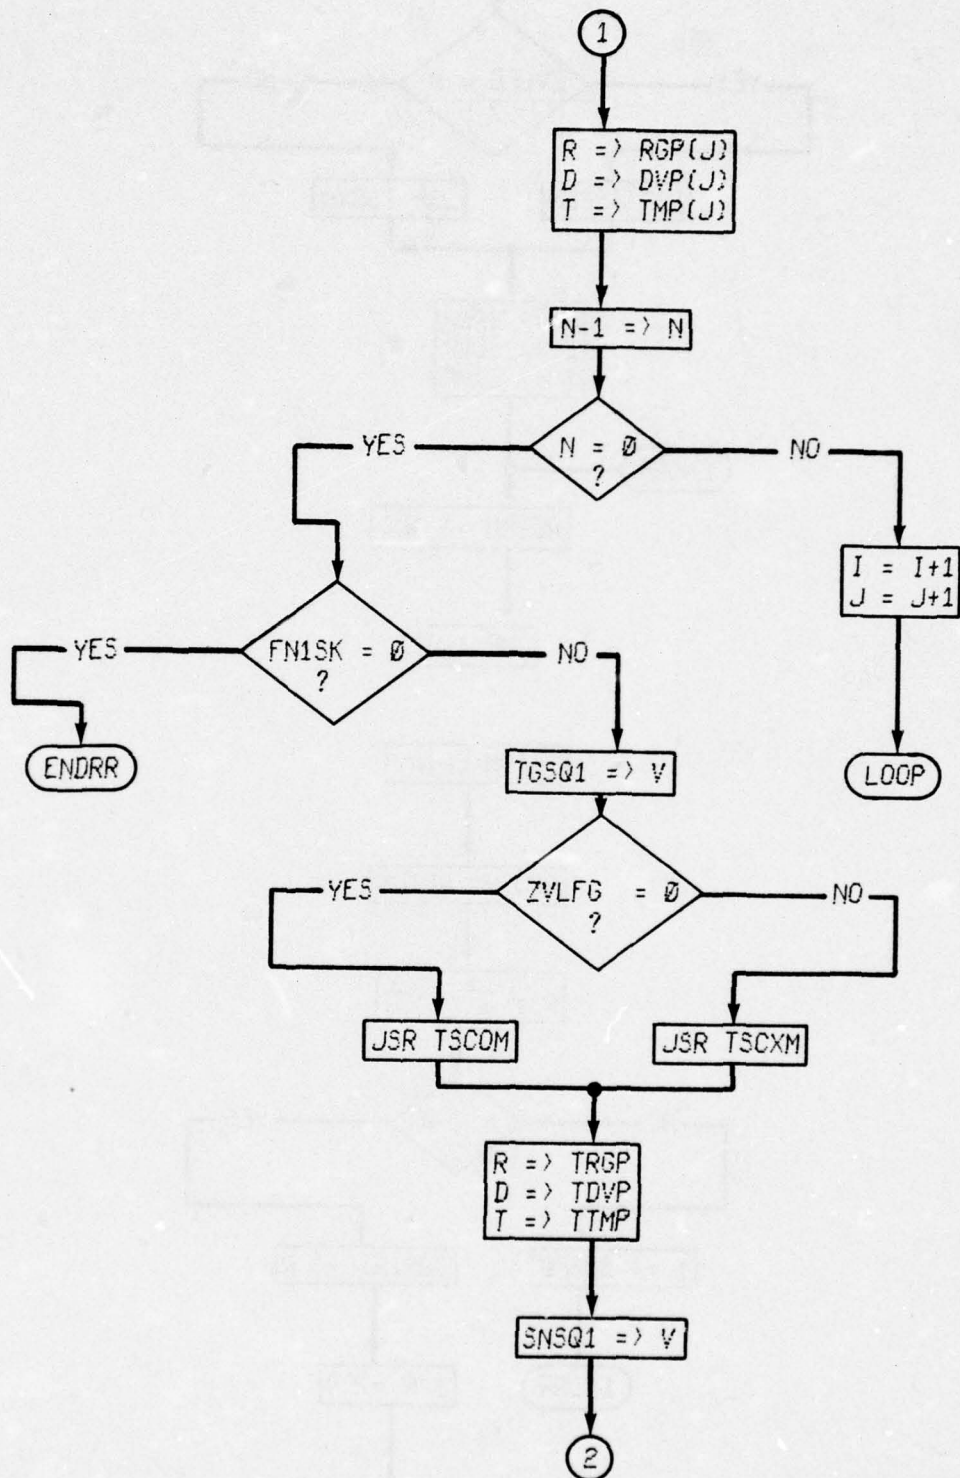 1
R => RGP(J)
D => DVP(J)
T => TMP(J)
N-1 => N
YES
N = Ø
?
NO
I = I+1
J = J+1
YES
FN1SK = Ø
?
NO
ENDRR
TGSQ1 => V
LOOP
YES
ZVLFG = Ø
?
NO
JSR TSCOM
JSR TSCXM
R => TRGP
D => TDVP
T => TTMP
SNSQ1 => V
2